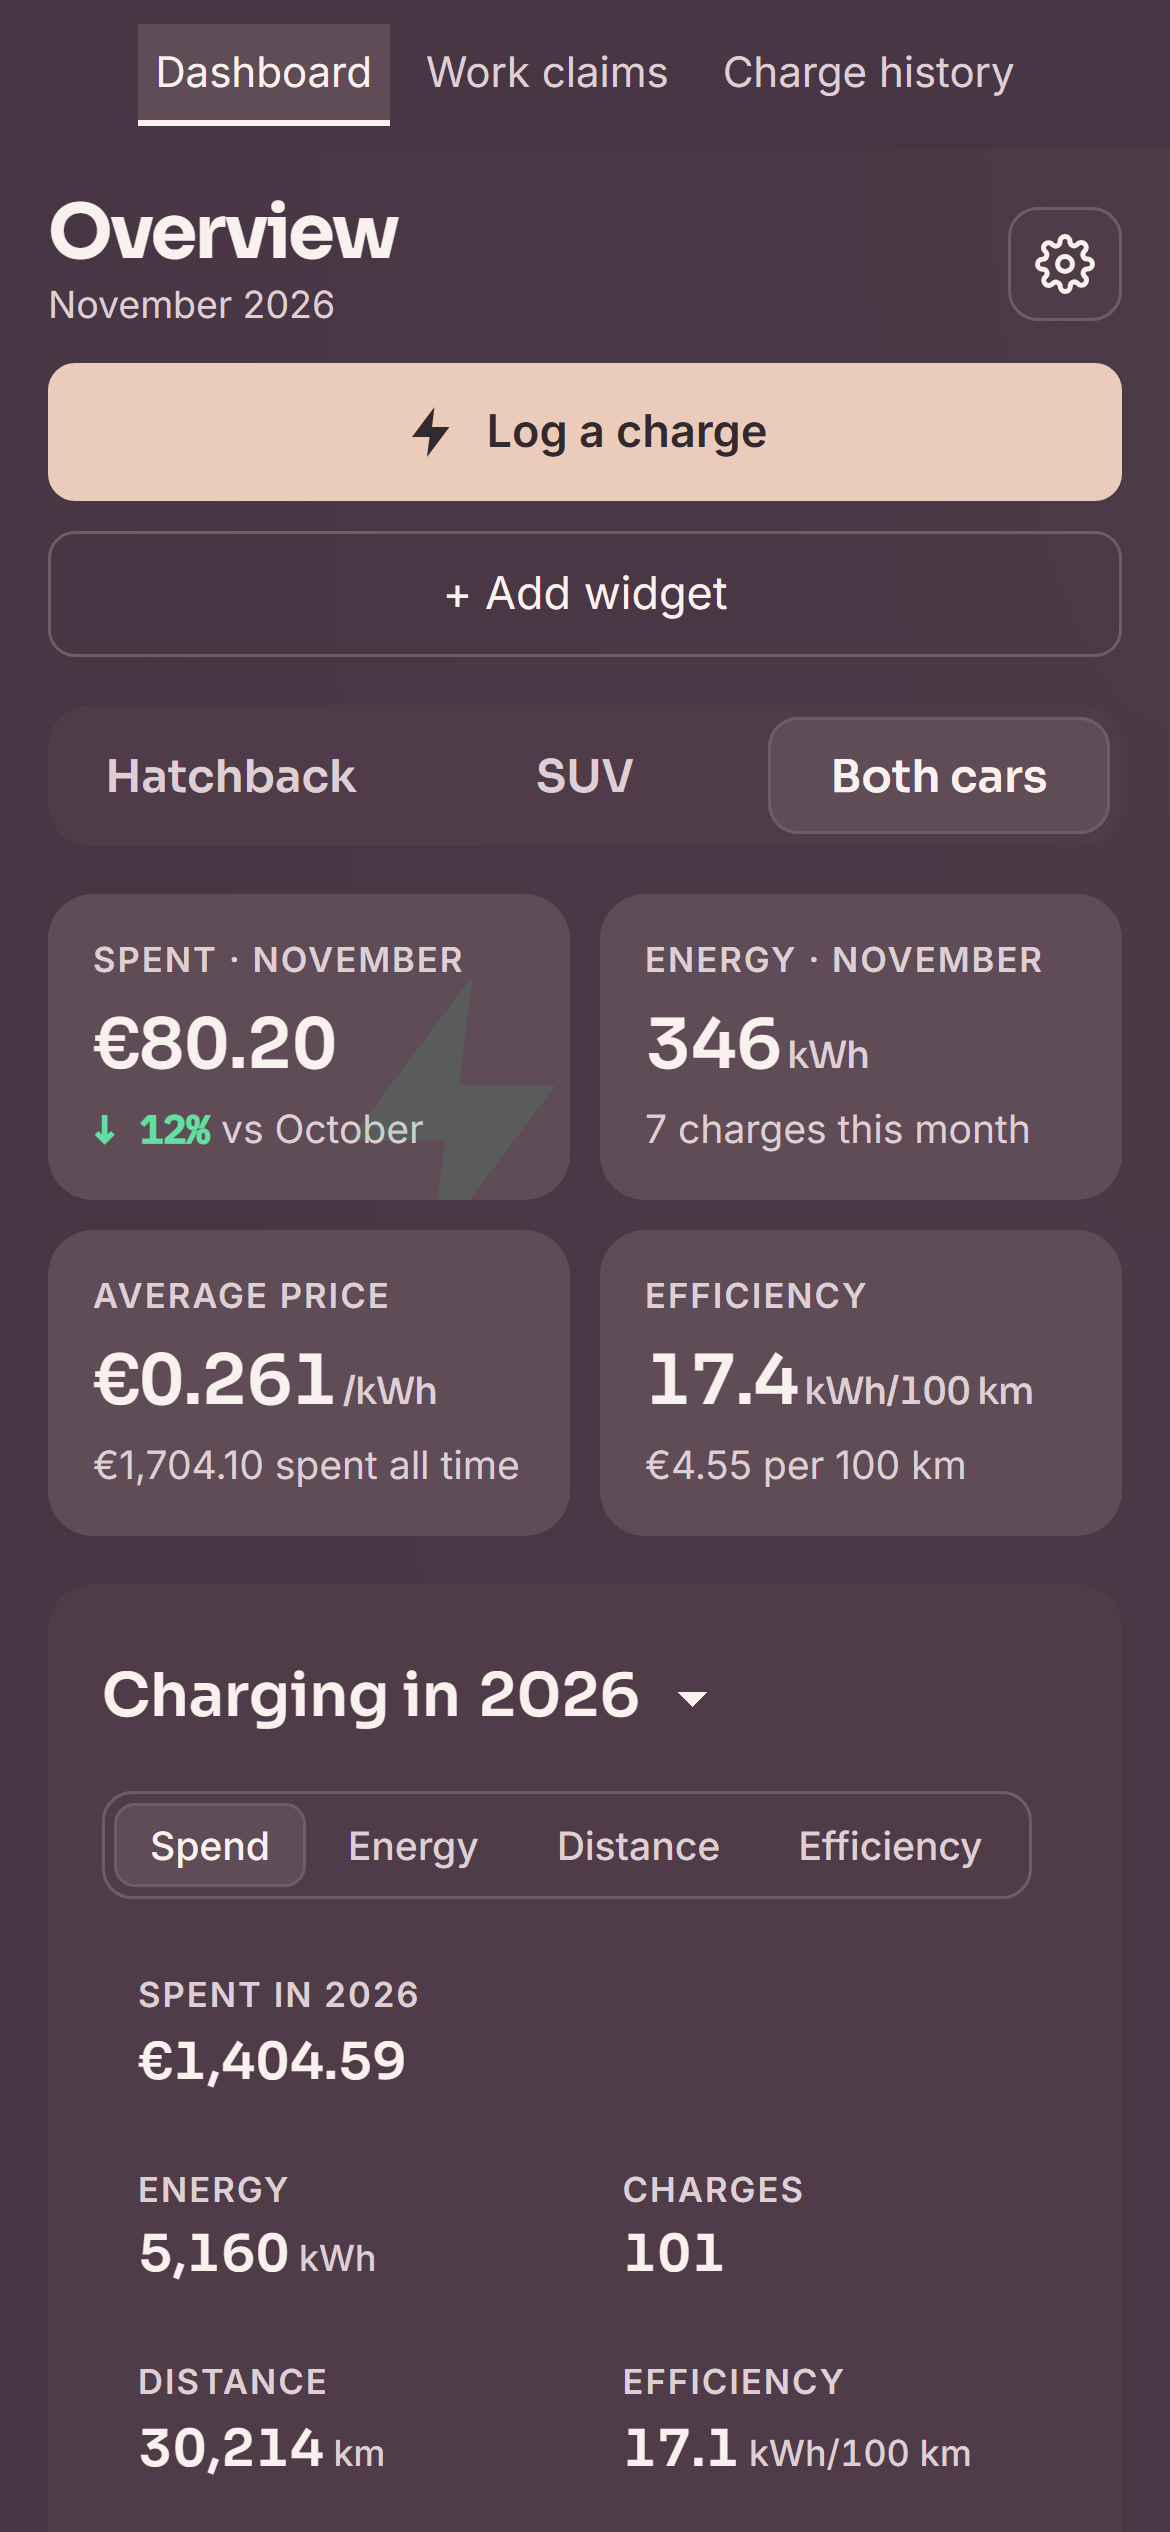 Dashboard Work claims Charge history
Overview
November 2026
Log a charge
+ Add widget
Hatchback SUV Both cars
SPENT · NOVEMBER
€80.20
↓ 12% vs October
ENERGY · NOVEMBER
346 kWh
7 charges this month
AVERAGE PRICE
€0.261 /kWh
€1,704.10 spent all time
EFFICIENCY
17.4 kWh/100 km
€4.55 per 100 km
Charging in 2026
Spend Energy Distance Efficiency
SPENT IN 2026
€1,404.59
ENERGY
5,160 kWh
CHARGES
101
DISTANCE
30,214 km
EFFICIENCY
17.1 kWh/100 km